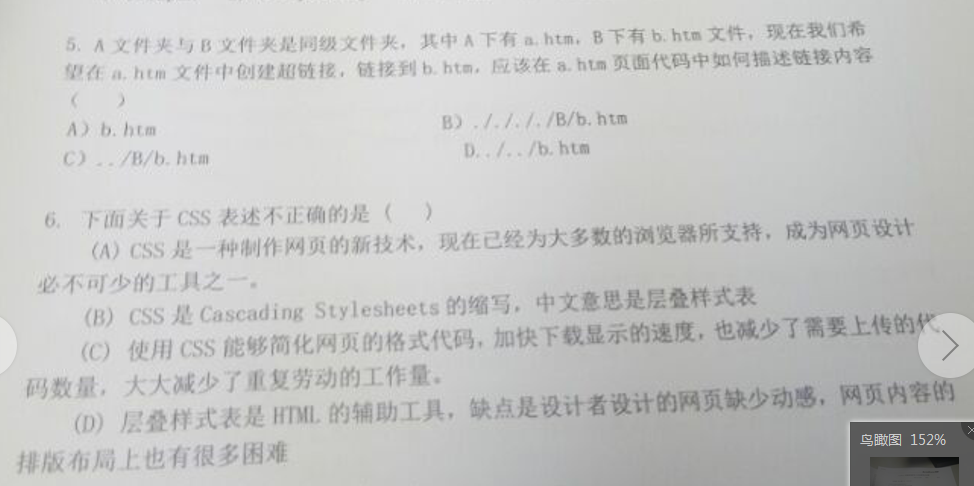 5. A 文件夹与 B 文件夹是同级文件夹，其中 A 下有 a.htm，B 下有 b.htm 文件，现在我们希
望在 a.htm 文件中创建超链接，链接到 b.htm，应该在 a.htm 页面代码中如何描述链接内容
（　　）
A）b.htm
B）././././B/b.htm
C）../B/b.htm
D../../b.htm
6. 下面关于 CSS 表述不正确的是（　　）
(A) CSS 是一种制作网页的新技术，现在已经为大多数的浏览器所支持，成为网页设计
必不可少的工具之一。
(B) CSS 是 Cascading Stylesheets 的缩写，中文意思是层叠样式表
(C) 使用 CSS 能够简化网页的格式代码，加快下载显示的速度，也减少了需要上传的代
码数量，大大减少了重复劳动的工作量。
(D) 层叠样式表是 HTML 的辅助工具，缺点是设计者设计的网页缺少动感，网页内容的
排版布局上也有很多困难
鸟瞰图 152%